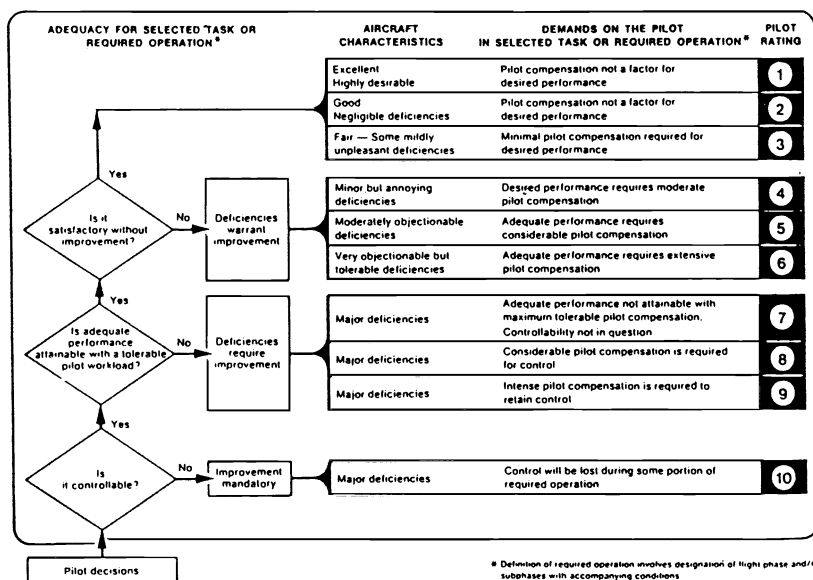 ADEQUACY FOR SELECTED TASK OR
REQUIRED OPERATION*
AIRCRAFT
CHARACTERISTICS
DEMANDS ON THE PILOT
IN SELECTED TASK OR REQUIRED OPERATION*
PILOT
RATING
Excellent
Highly desirable
Pilot compensation not a factor for
desired performance
1
Good
Negligible deficiencies
Pilot compensation not a factor for
desired performance
2
Fair — Some mildly
unpleasant deficiencies
Minimal pilot compensation required for
desired performance
3
Yes
Is it
satisfactory without
improvement?
No
Deficiencies
warrant
improvement
Minor but annoying
deficiencies
Desired performance requires moderate
pilot compensation
4
Moderately objectionable
deficiencies
Adequate performance requires
considerable pilot compensation
5
Very objectionable but
tolerable deficiencies
Adequate performance requires extensive
pilot compensation
6
Yes
Is adequate
performance
attainable with a tolerable
pilot workload?
No
Deficiencies
require
improvement
Major deficiencies
Adequate performance not attainable with
maximum tolerable pilot compensation.
Controllability not in question
7
Major deficiencies
Considerable pilot compensation is required
for control
8
Major deficiencies
Intense pilot compensation is required to
retain control
9
Yes
Is
it controllable?
No
Improvement
mandatory
Major deficiencies
Control will be lost during some portion of
required operation
10
Pilot decisions
* Definition of required operation involves designation of flight phase and/
subphases with accompanying conditions